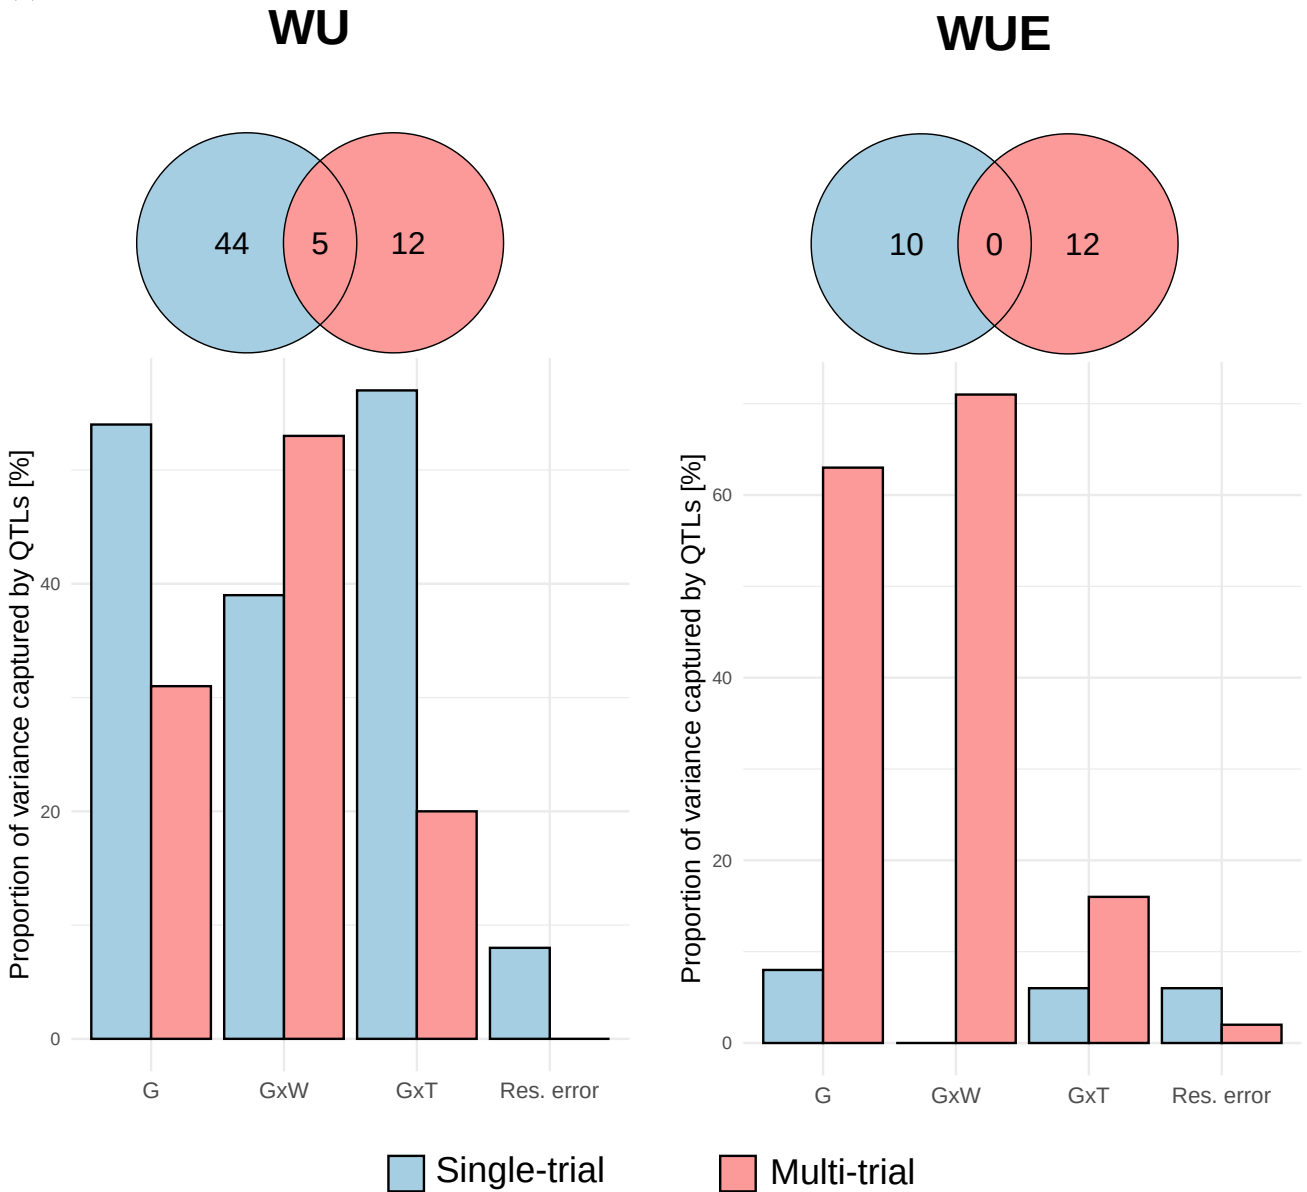 WU
WUE
44
5
12
10
0
12
Proportion of variance captured by QTLs [%]
40
20
0
G
GxW
GxT
Res. error
Proportion of variance captured by QTLs [%]
60
40
20
0
G
GxW
GxT
Res. error
Single-trial
Multi-trial